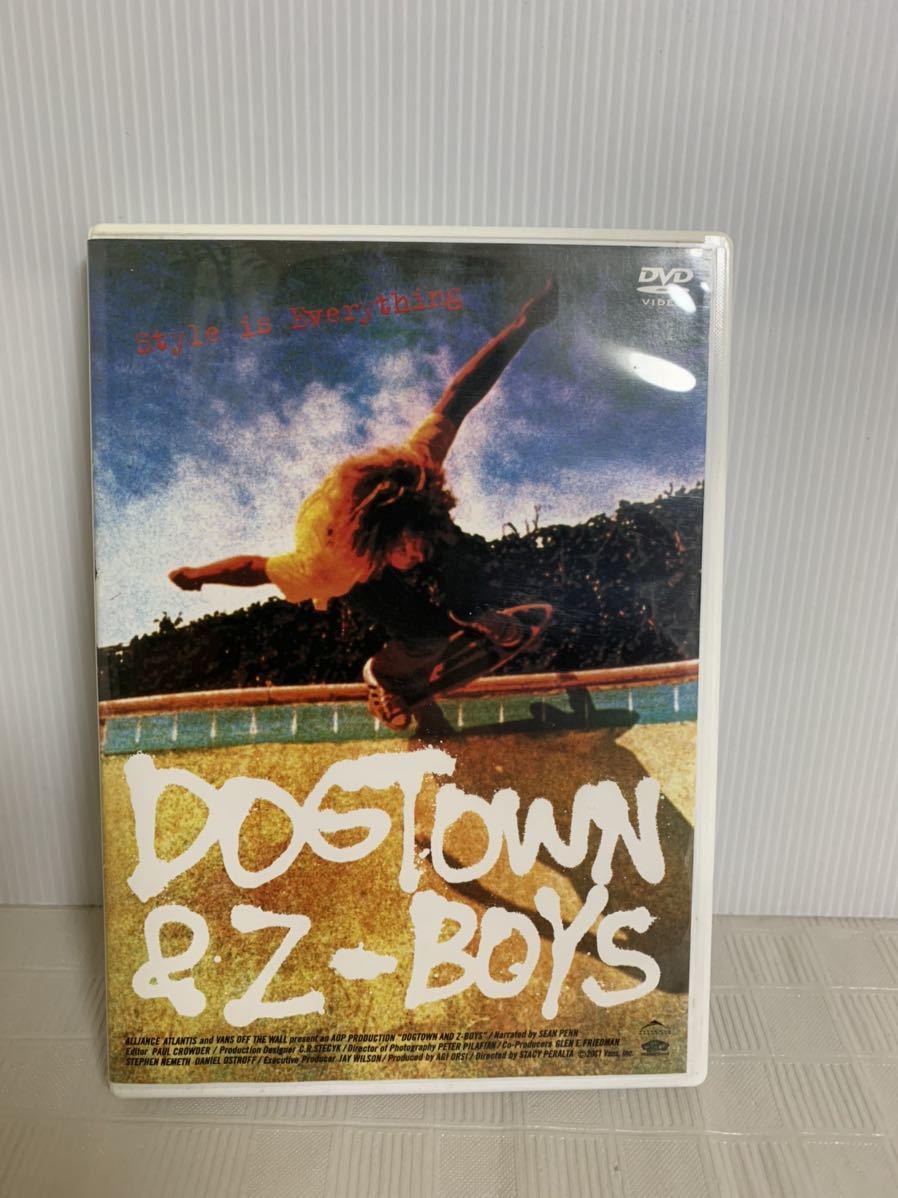 DVD
VIDEO
Style is Everything
DOGTOWN
& Z-BOYS
ALLIANCE ATLANTIS and VANS OFF THE WALL present an AOP PRODUCTION "DOGTOWN AND Z-BOYS" / Narrated by SEAN PENN
Editor PAUL CROWDER / Production Designer C.R.STECYK / Director of Photography PETER PILAFIAN / Co-Producers GLEN E. FRIEDMAN
STEPHEN NEMETH DANIEL OSTROFF / Executive Producer JAY WILSON / Produced by AGI ORSI / Directed by STACY PERALTA ©2001 Vans, Inc.